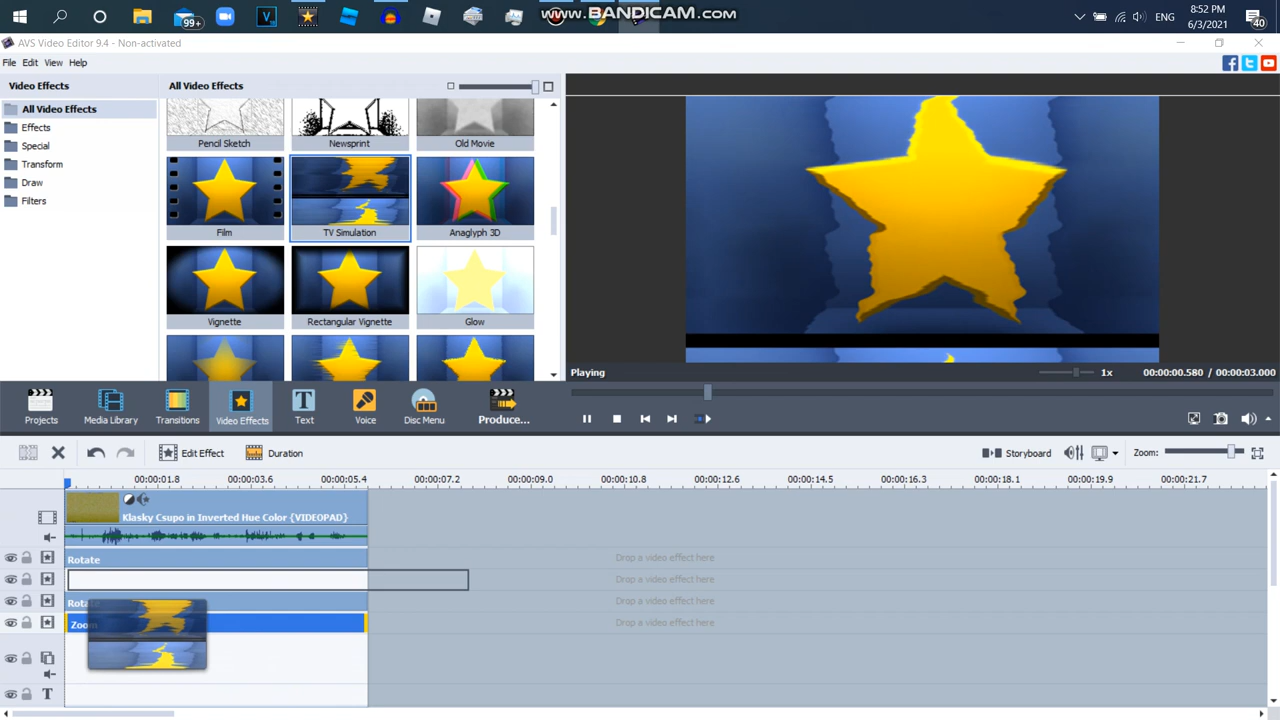 99+
www.BANDICAM.com
ENG
8:52 PM
6/3/2021
40
AVS Video Editor 9.4 - Non-activated
File Edit View Help
Video Effects
All Video Effects
Effects
Special
Transform
Draw
Filters
All Video Effects
Pencil Sketch
Newsprint
Old Movie
Film
TV Simulation
Anaglyph 3D
Vignette
Rectangular Vignette
Glow
Playing
1x
00:00:00.580 / 00:00:03.000
Projects
Media Library
Transitions
Video Effects
Text
Voice
Disc Menu
Produce...
Edit Effect
Duration
Storyboard
Zoom:
00:00:01.8 00:00:03.6 00:00:05.4 00:00:07.2 00:00:09.0 00:00:10.8 00:00:12.6 00:00:14.5 00:00:16.3 00:00:18.1 00:00:19.9 00:00:21.7
Klasky Csupo in Inverted Hue Color {VIDEOPAD}
Rotate
Drop a video effect here
Drop a video effect here
Rotate
Drop a video effect here
Zoom
Drop a video effect here
T